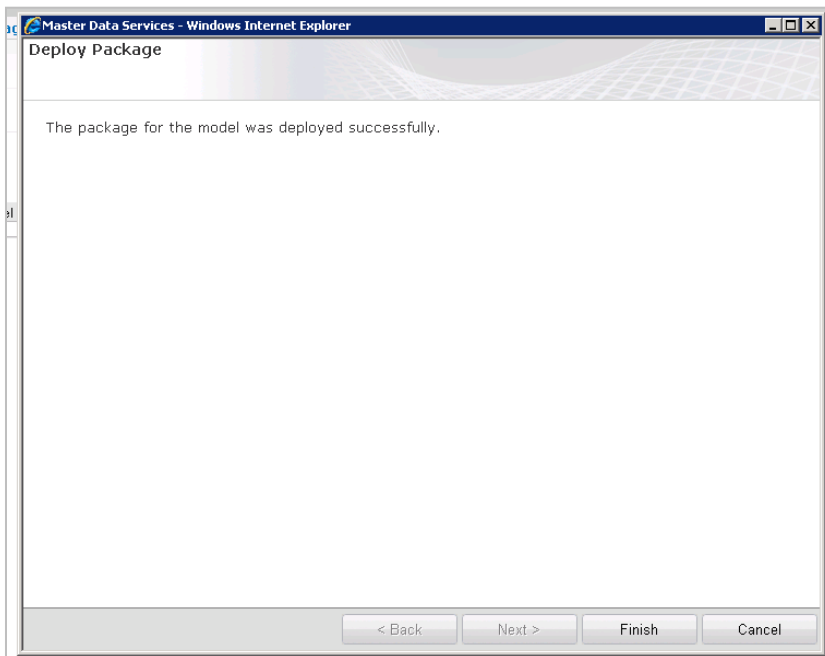 Master Data Services - Windows Internet Explorer
Deploy Package
The package for the model was deployed successfully.
< Back
Next >
Finish
Cancel